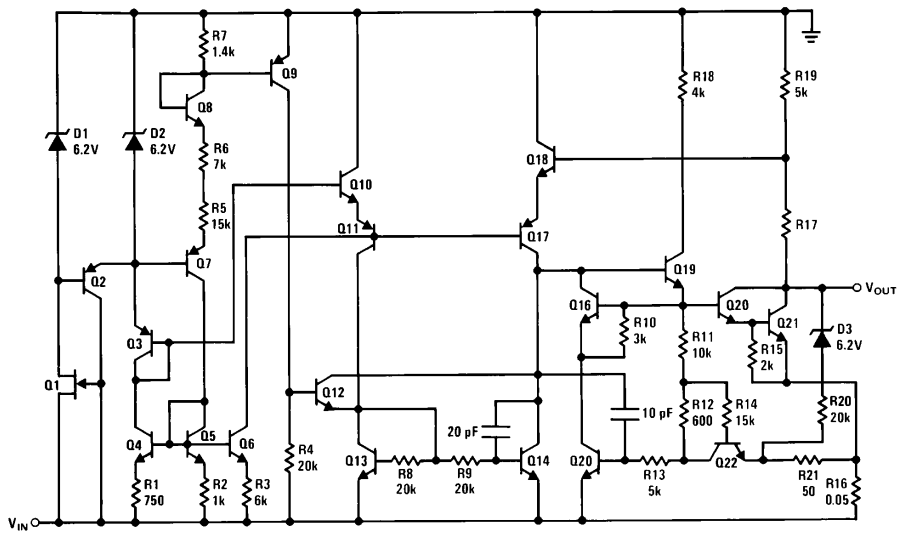 R7
1.4k
Q9
R18
4k
R19
5k
Q8
D1
6.2V
D2
6.2V
R6
7k
Q18
Q10
R5
15k
Q11
Q17
R17
Q7
Q2
Q19
VOUT
Q16
Q20
Q21
R10
3k
R11
10k
R15
2k
D3
6.2V
Q3
Q1
Q12
20 pF
10 pF
R12
600
R14
15k
R20
20k
Q4
Q5
Q6
R4
20k
Q13
R8
20k
R9
20k
Q14
Q20
R13
5k
Q22
R21
50
R16
0.05
R1
750
R2
1k
R3
6k
VIN